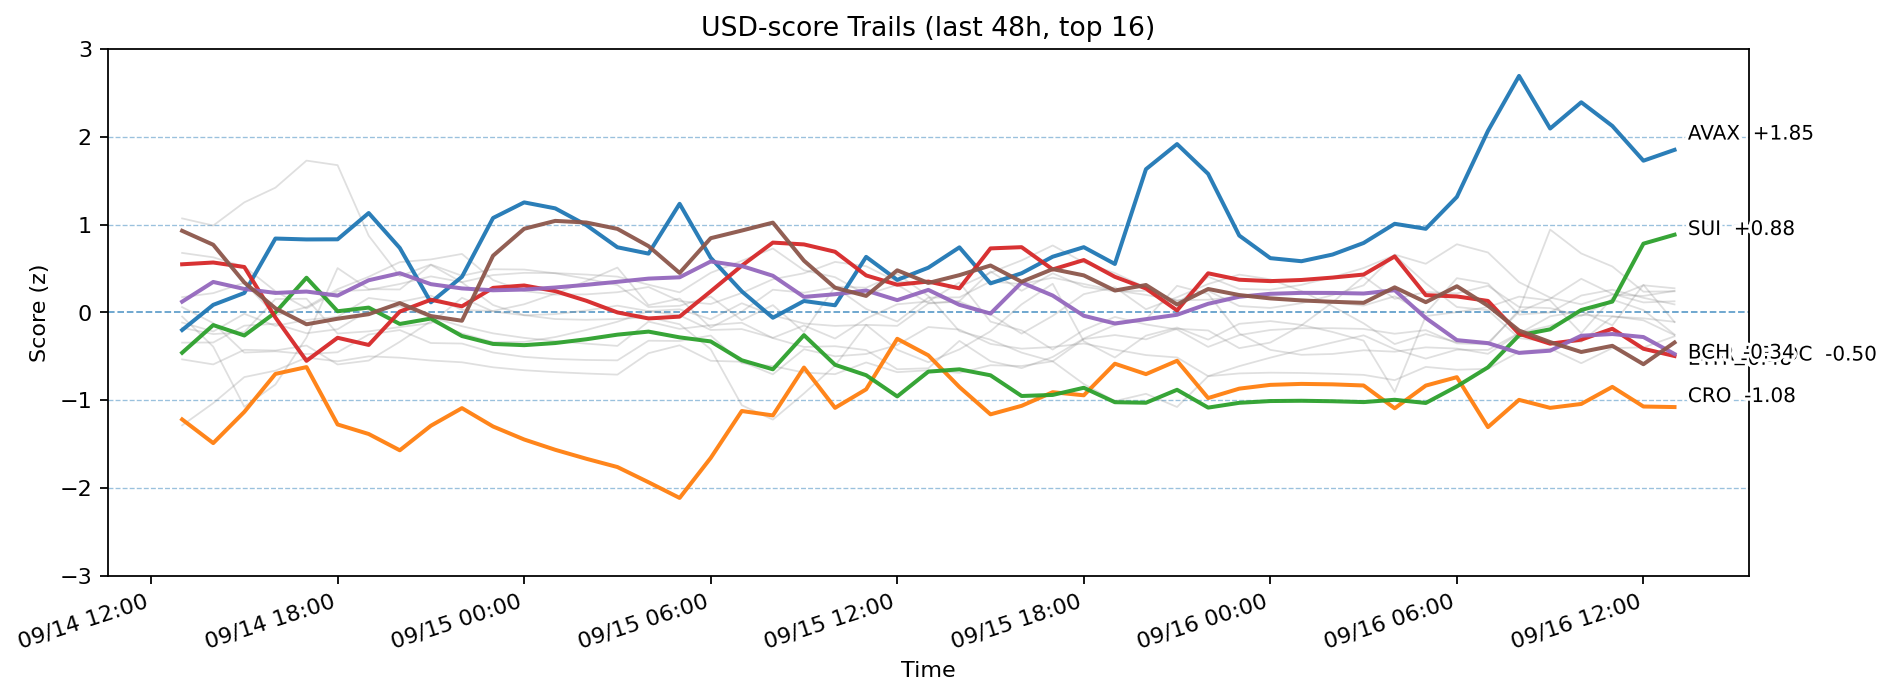 USD-score Trails (last 48h, top 16)
Score (z)
3
2
1
0
−1
−2
−3
AVAX +1.85
SUI +0.88
BCH -0.34
-0.50
CRO -1.08
09/14 12:00
09/14 18:00
09/15 00:00
09/15 06:00
09/15 12:00
09/15 18:00
09/16 00:00
09/16 06:00
09/16 12:00
Time